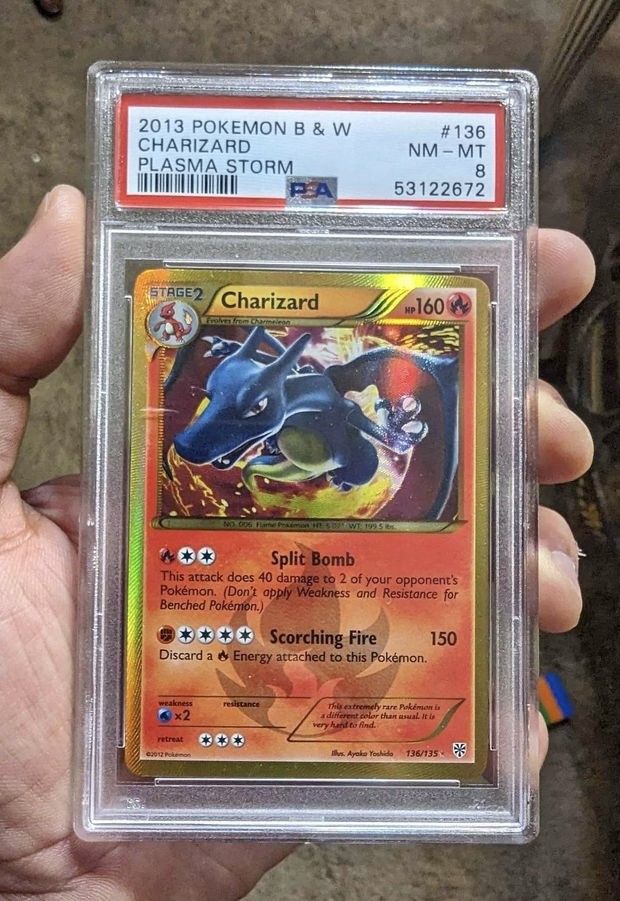 2013 POKEMON B & W #136
CHARIZARD NM - MT
PLASMA STORM 8
PSA 53122672
STAGE2 Charizard HP160
Evolves from Charmeleon
NO. 006 Flame Pokémon HT: 5'07" WT: 199.5 lbs.
Split Bomb
This attack does 40 damage to 2 of your opponent's
Pokémon. (Don't apply Weakness and Resistance for
Benched Pokémon.)
Scorching Fire 150
Discard a Energy attached to this Pokémon.
weakness resistance
×2
This extremely rare Pokémon is
a different color than usual. It is
very hard to find.
retreat
©2012 Pokémon Illus. Ayaka Yoshida 136/135